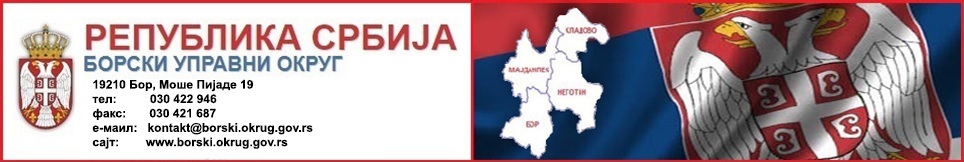 РЕПУБЛИКА СРБИЈА
БОРСКИ УПРАВНИ ОКРУГ
19210 Бор, Моше Пијаде 19
тел: 030 422 946
факс: 030 421 687
е-маил: kontakt@borski.okrug.gov.rs
сајт: www.borski.okrug.gov.rs
КЛАДОВО
МАЈДАНПЕК
НЕГОТИН
БОР